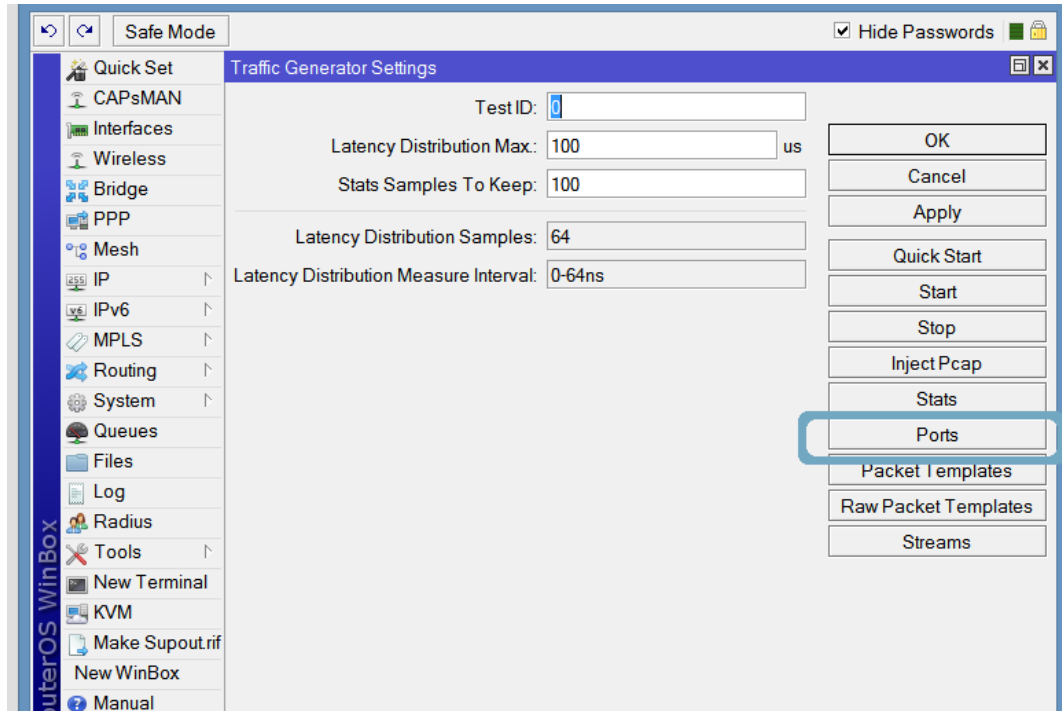 Safe Mode
Hide Passwords
Quick Set
CAPsMAN
Interfaces
Wireless
Bridge
PPP
Mesh
IP
IPv6
MPLS
Routing
System
Queues
Files
Log
Radius
Tools
New Terminal
KVM
Make Supout.rif
New WinBox
Manual
uterOS WinBox
Traffic Generator Settings
Test ID: 0
Latency Distribution Max.: 100 us
Stats Samples To Keep: 100
Latency Distribution Samples: 64
Latency Distribution Measure Interval: 0-64ns
OK
Cancel
Apply
Quick Start
Start
Stop
Inject Pcap
Stats
Ports
Packet Templates
Raw Packet Templates
Streams